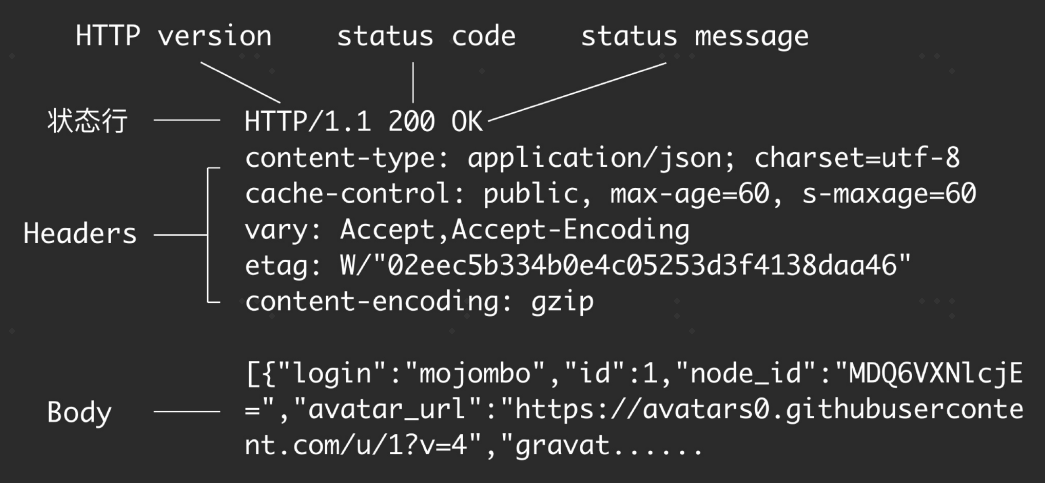 HTTP version status code status message
状态行 HTTP/1.1 200 OK
content-type: application/json; charset=utf-8
cache-control: public, max-age=60, s-maxage=60
Headers vary: Accept,Accept-Encoding
etag: W/"02eec5b334b0e4c05253d3f4138daa46"
content-encoding: gzip
[{"login":"mojombo","id":1,"node_id":"MDQ6VXNlcjE
Body =","avatar_url":"https://avatars0.githubuserconte
nt.com/u/1?v=4","gravat......